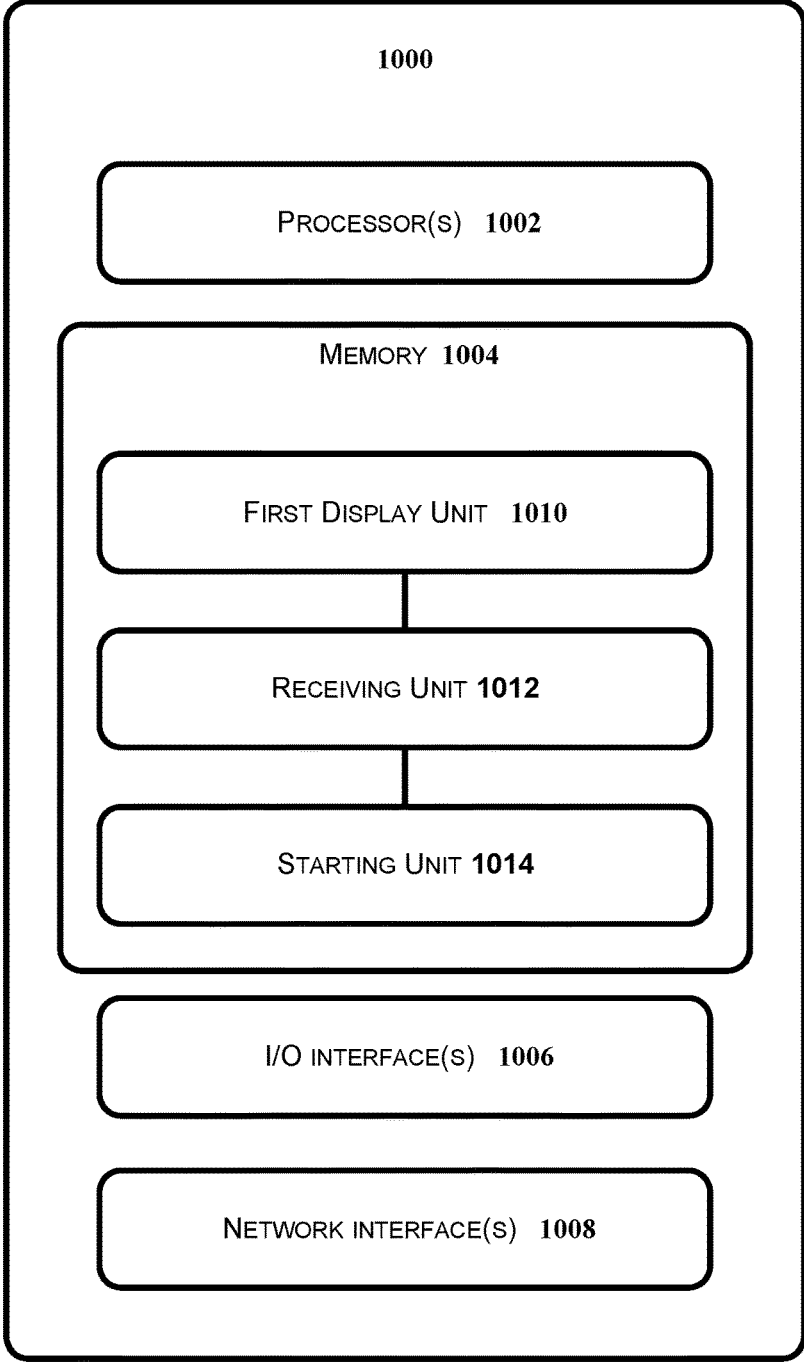 1000
PROCESSOR(S) 1002
MEMORY 1004
FIRST DISPLAY UNIT 1010
RECEIVING UNIT 1012
STARTING UNIT 1014
I/O INTERFACE(S) 1006
NETWORK INTERFACE(S) 1008